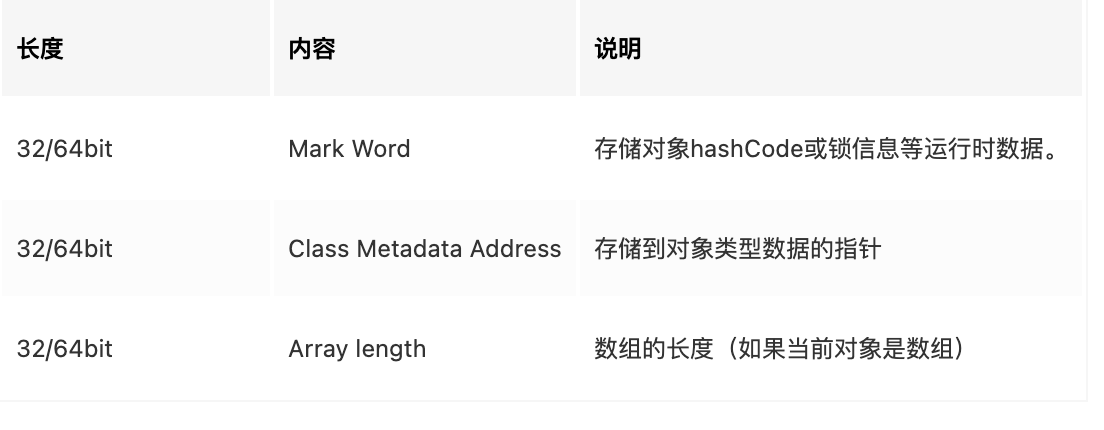 长度 内容 说明
32/64bit Mark Word 存储对象hashCode或锁信息等运行时数据。
32/64bit Class Metadata Address 存储到对象类型数据的指针
32/64bit Array length 数组的长度（如果当前对象是数组）